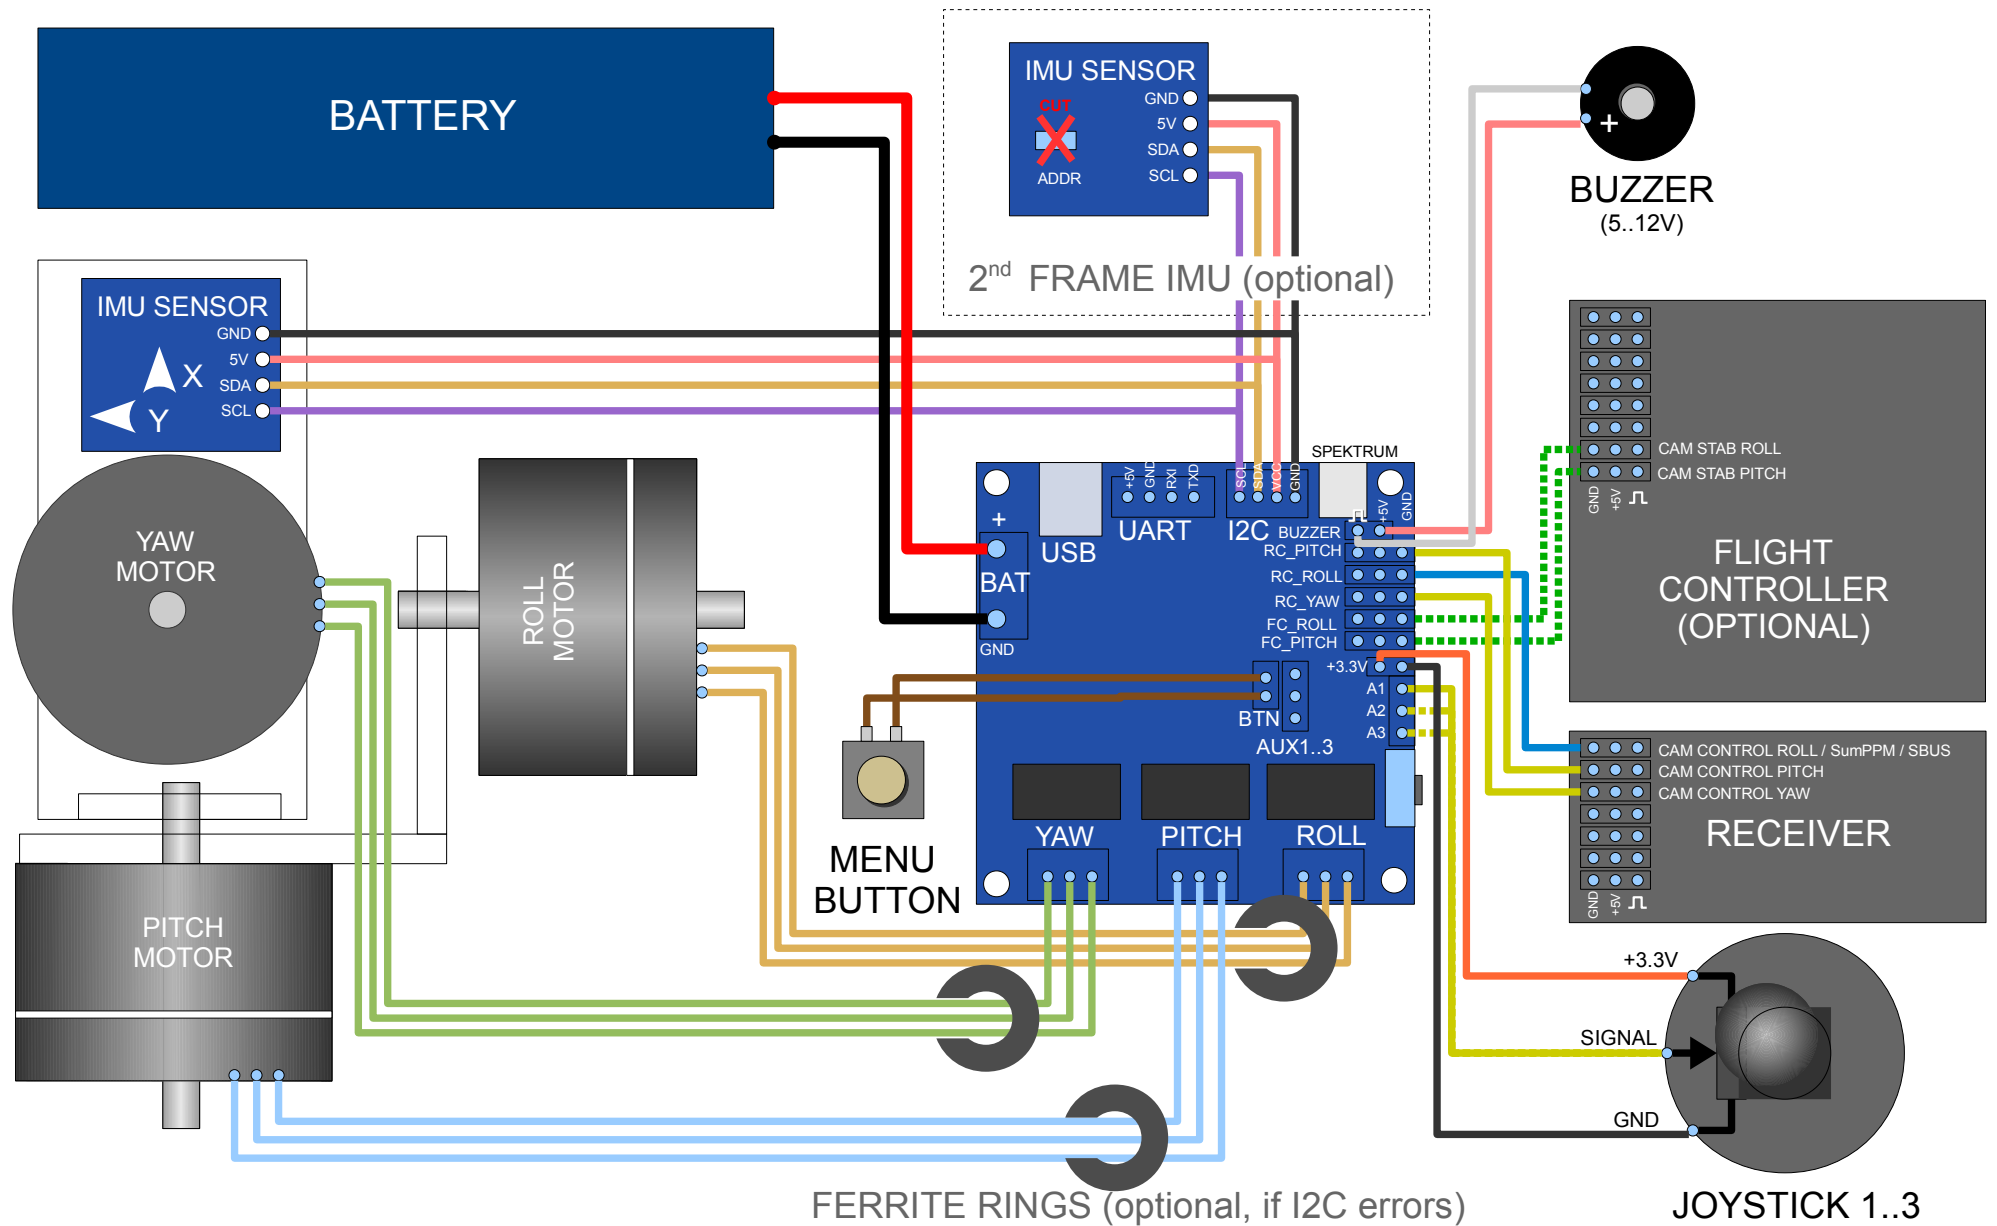 BATTERY
IMU SENSOR
GND
5V
SDA
SCL
CUT
ADDR
2nd FRAME IMU (optional)
+
BUZZER
(5..12V)
IMU SENSOR
GND
5V
SDA
SCL
X
Y
YAW
MOTOR
ROLL
MOTOR
PITCH
MOTOR
SPEKTRUM
+
BAT
GND
USB
+5V
GND
RXI
TXD
UART
SCL
SDA
VCC
GND
I2C
+5V
GND
BUZZER
RC_PITCH
RC_ROLL
RC_YAW
FC_ROLL
FC_PITCH
+3.3V
A1
A2
A3
BTN
AUX1..3
YAW
PITCH
ROLL
MENU
BUTTON
CAM STAB ROLL
CAM STAB PITCH
GND
+5V
FLIGHT
CONTROLLER
(OPTIONAL)
CAM CONTROL ROLL / SumPPM / SBUS
CAM CONTROL PITCH
CAM CONTROL YAW
RECEIVER
GND
+5V
+3.3V
SIGNAL
GND
JOYSTICK 1..3
FERRITE RINGS (optional, if I2C errors)